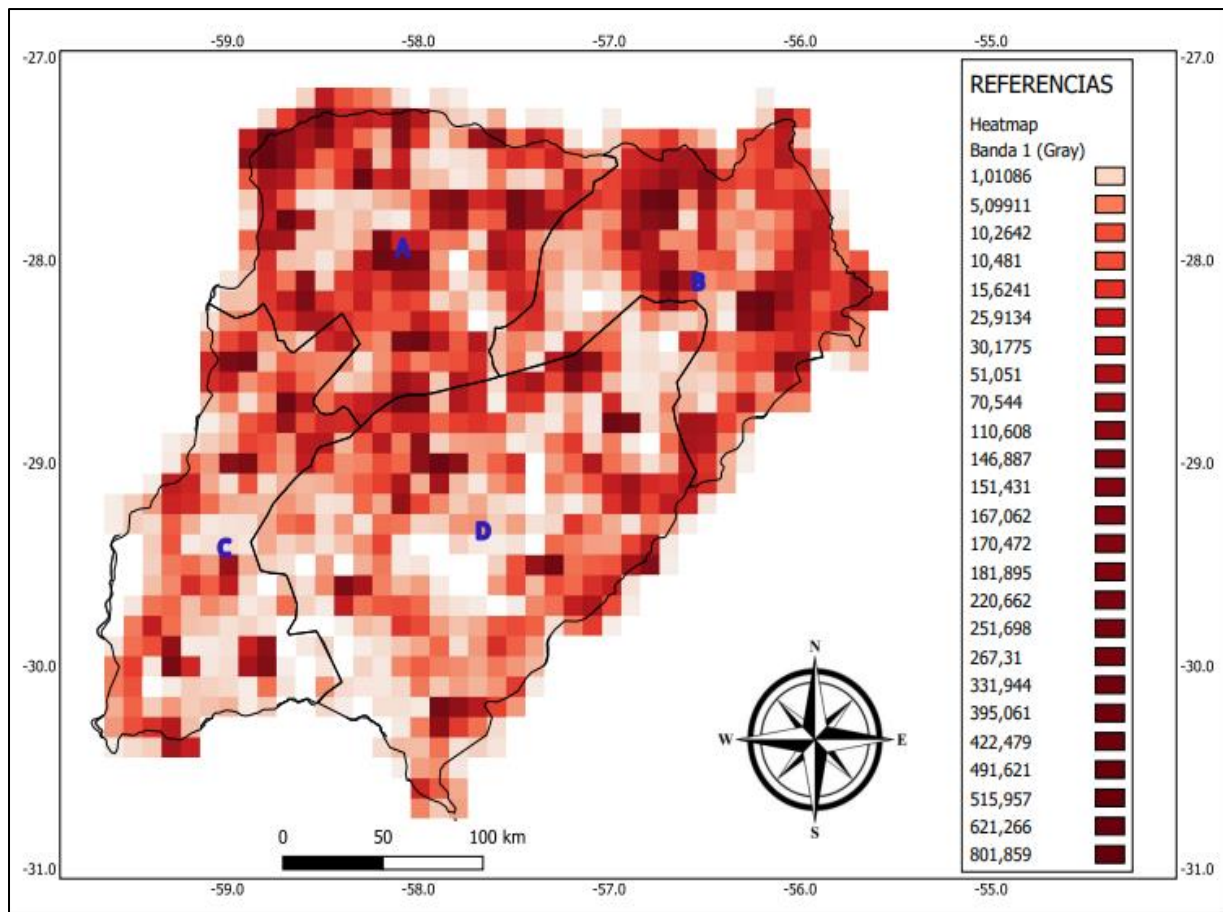 -59.0 -58.0 -57.0 -56.0 -55.0
-27.0 -27.0
REFERENCIAS
Heatmap
Banda 1 (Gray)
1,01086
5,09911
10,2642
10,481
15,6241
25,9134
30,1775
51,051
70,544
110,608
146,887
151,431
167,062
170,472
181,895
220,662
251,698
267,31
331,944
395,061
422,479
491,621
515,957
621,266
801,859
A
-28.0 -28.0
B
-29.0 -29.0
D
C
-30.0 -30.0
N
W E
S
0 50 100 km
-31.0 -31.0
-59.0 -58.0 -57.0 -56.0 -55.0